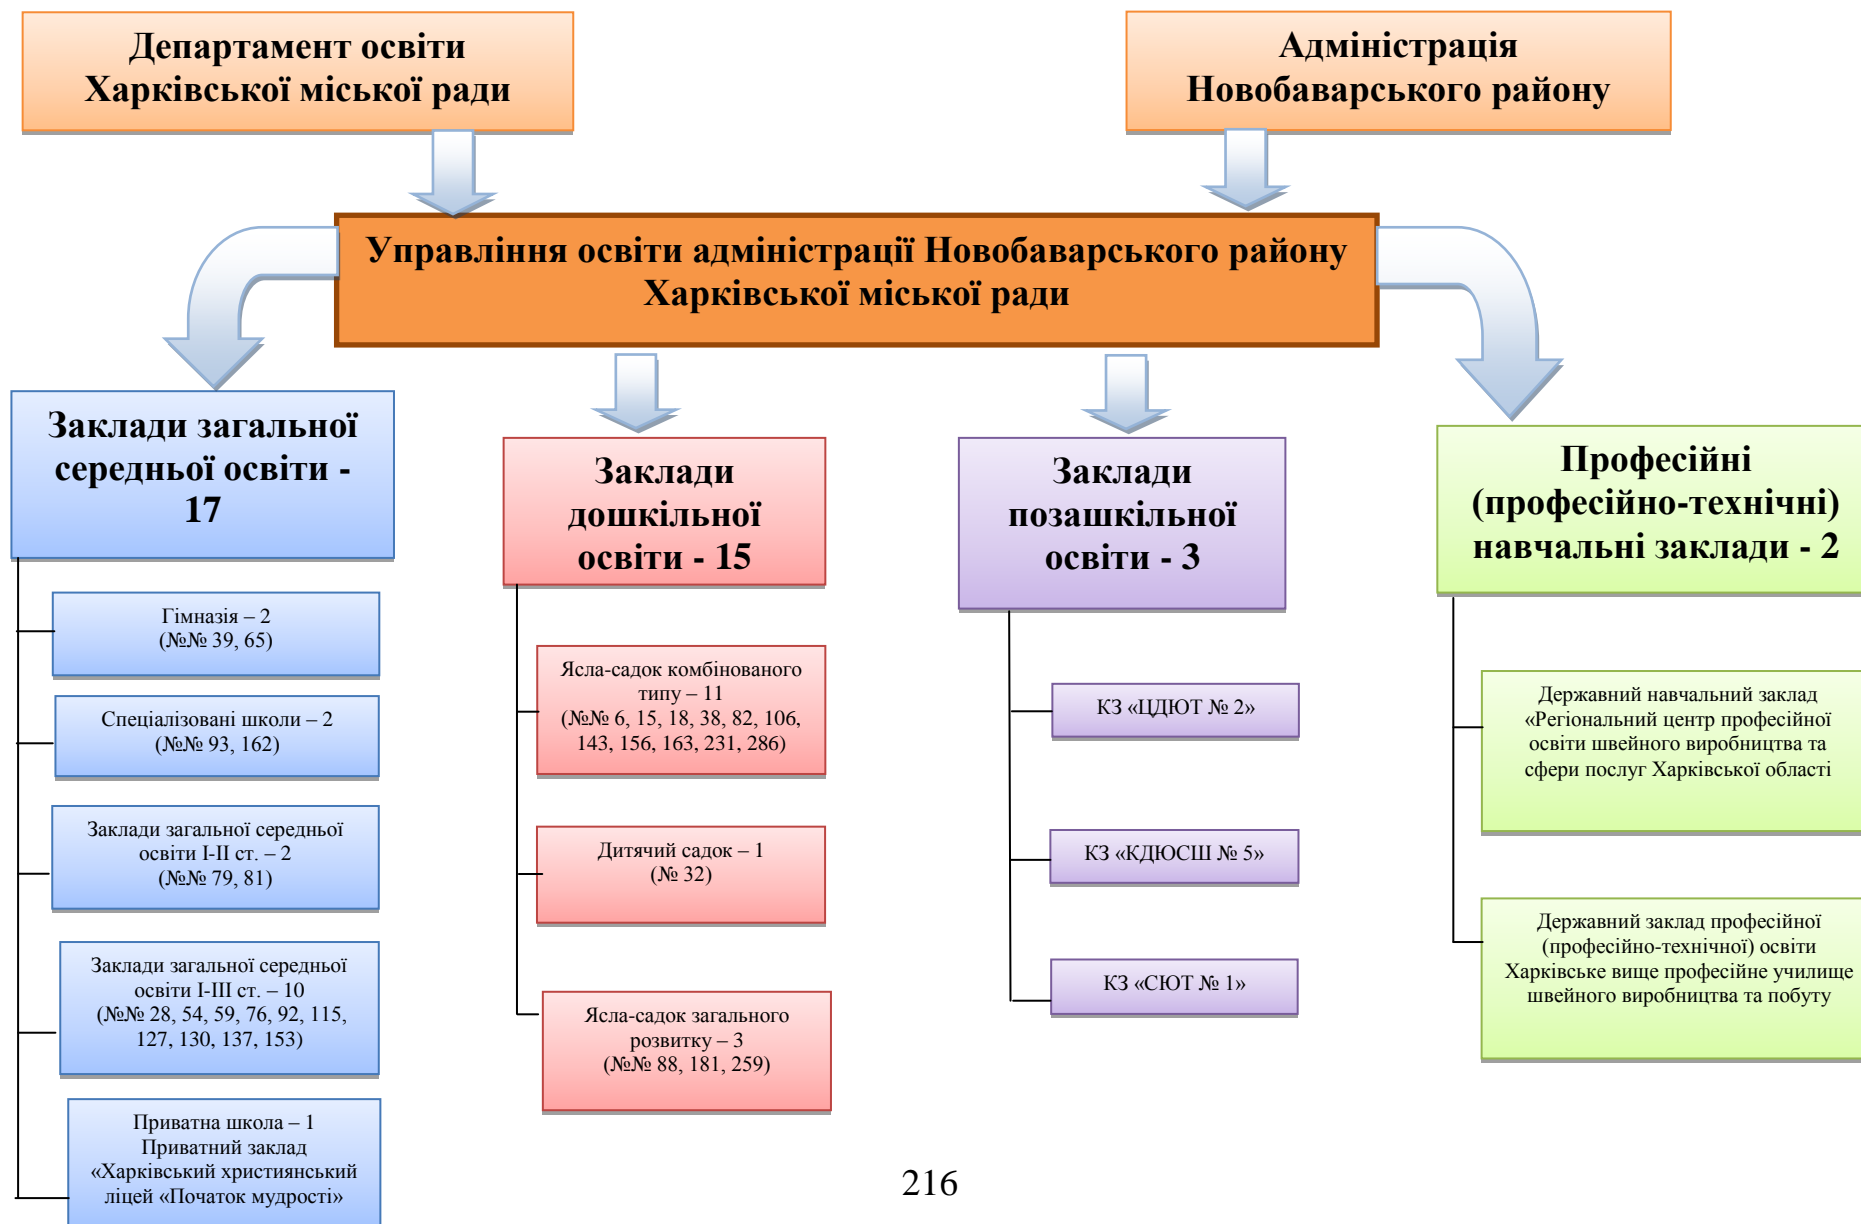 Департамент освіти
Харківської міської ради
Адміністрація
Новобаварського району
Управління освіти адміністрації Новобаварського району
Харківської міської ради
Заклади загальної
середньої освіти -
17
Гімназія – 2
(№№ 39, 65)
Спеціалізовані школи – 2
(№№ 93, 162)
Заклади загальної середньої
освіти І-ІІ ст. – 2
(№№ 79, 81)
Заклади загальної середньої
освіти І-ІІІ ст. – 10
(№№ 28, 54, 59, 76, 92, 115,
127, 130, 137, 153)
Приватна школа – 1
Приватний заклад
«Харківський християнський
ліцей «Початок мудрості»
Заклади
дошкільної
освіти - 15
Ясла-садок комбінованого
типу – 11
(№№ 6, 15, 18, 38, 82, 106,
143, 156, 163, 231, 286)
Дитячий садок – 1
(№ 32)
Ясла-садок загального
розвитку – 3
(№№ 88, 181, 259)
Заклади
позашкільної
освіти - 3
КЗ «ЦДЮТ № 2»
КЗ «КДЮСШ № 5»
КЗ «СЮТ № 1»
Професійні
(професійно-технічні)
навчальні заклади - 2
Державний навчальний заклад
«Регіональний центр професійної
освіти швейного виробництва та
сфери послуг Харківської області
Державний заклад професійної
(професійно-технічної) освіти
Харківське вище професійне училище
швейного виробництва та побуту
216